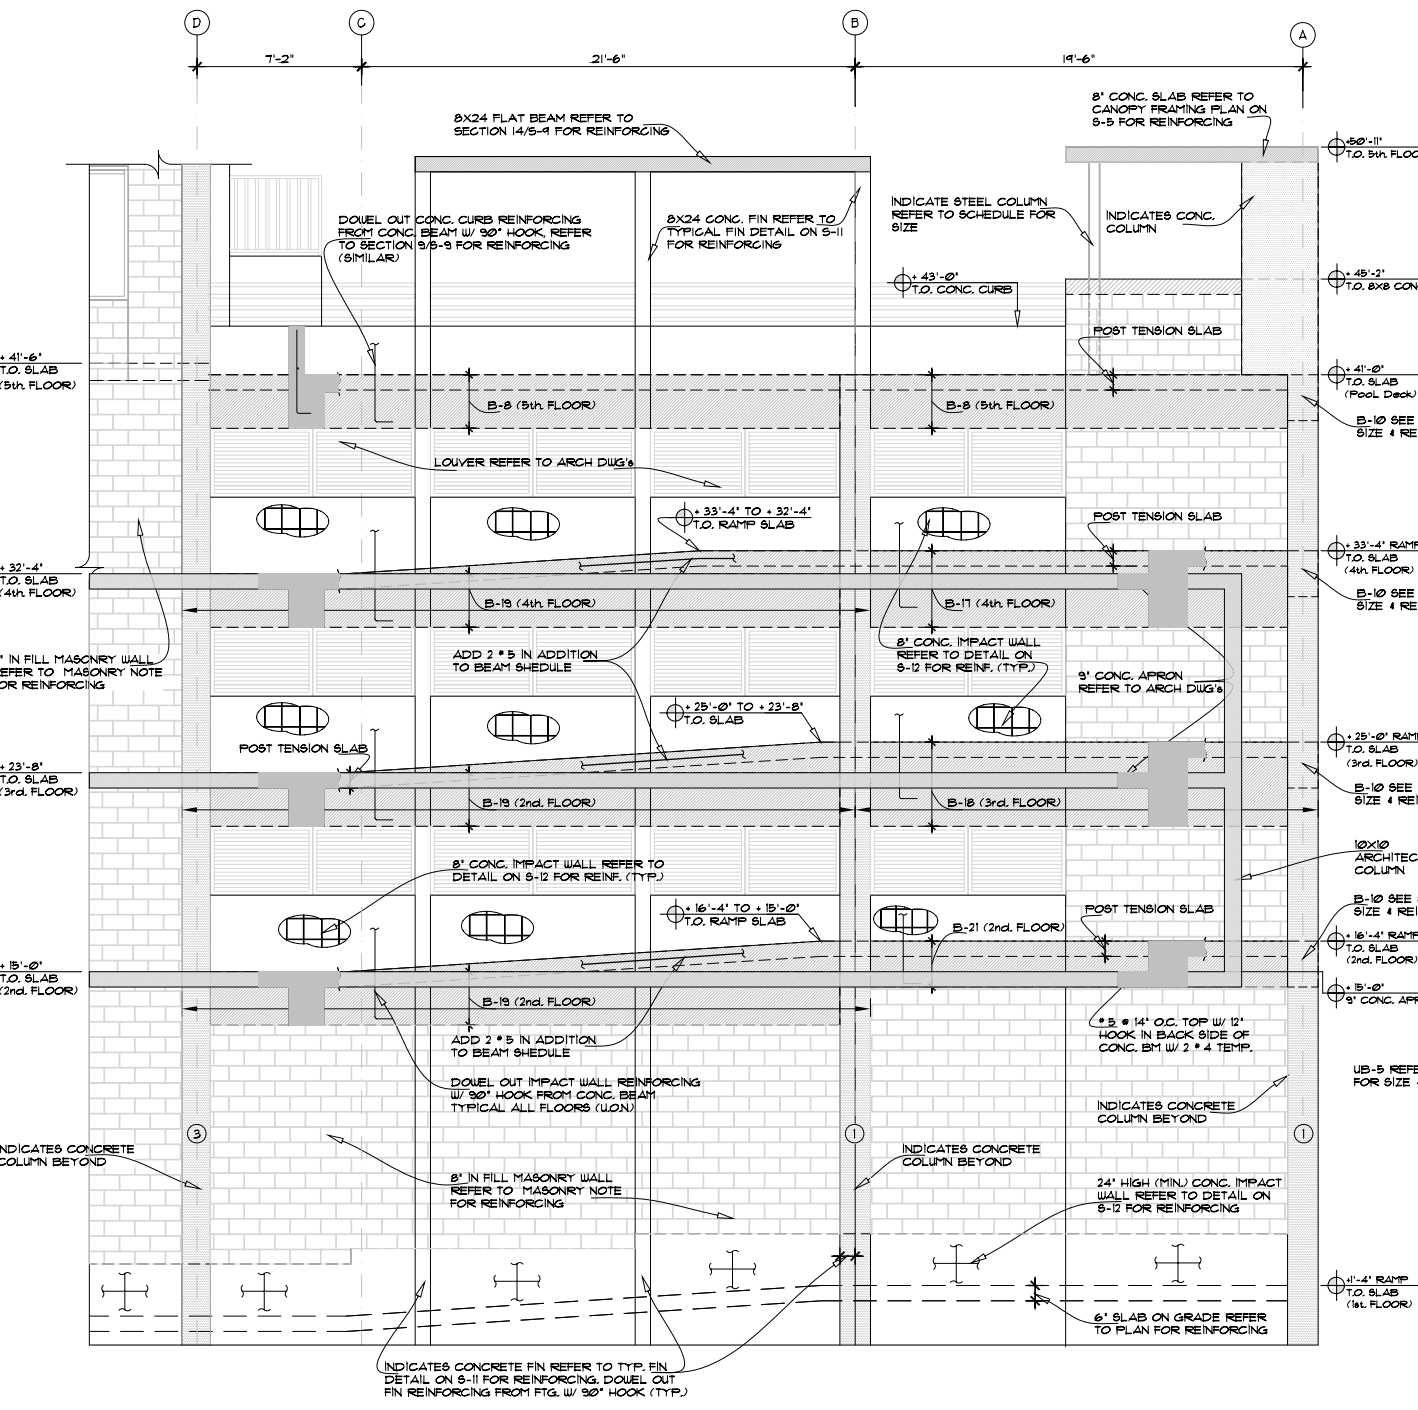 D
C
B
A
7'-2"
21'-6"
19'-6"
8X24 FLAT BEAM REFER TO
SECTION 14/S-9 FOR REINFORCING
8" CONC. SLAB REFER TO
CANOPY FRAMING PLAN ON
S-5 FOR REINFORCING
+50'-11"
T.O. 5th FLOO
DOWEL OUT CONC. CURB REINFORCING
FROM CONC. BEAM W/ 90° HOOK, REFER
TO SECTION 9/S-9 FOR REINFORCING
(SIMILAR)
8X24 CONC. FIN REFER TO
TYPICAL FIN DETAIL ON S-11
FOR REINFORCING
INDICATE STEEL COLUMN
REFER TO SCHEDULE FOR
SIZE
INDICATES CONC.
COLUMN
+ 43'-0"
T.O. CONC. CURB
+ 45'-2"
T.O. 8X8 CON
POST TENSION SLAB
+ 41'-6"
T.O. SLAB
(5th. FLOOR)
+ 41'-0"
T.O. SLAB
(Pool Deck)
B-8 (5th. FLOOR)
B-8 (5th. FLOOR)
B-10 SEE
SIZE & RE
LOUVER REFER TO ARCH DWG's
+ 33'-4" TO + 32'-4"
T.O. RAMP SLAB
POST TENSION SLAB
+ 33'-4" RAMP
T.O. SLAB
(4th. FLOOR)
+ 32'-4"
T.O. SLAB
(4th. FLOOR)
B-19 (4th. FLOOR)
B-17 (4th. FLOOR)
B-10 SEE
SIZE & RE
" IN FILL MASONRY WALL
EFER TO MASONRY NOTE
OR REINFORCING
ADD 2 # 5 IN ADDITION
TO BEAM SHEDULE
8" CONC. IMPACT WALL
REFER TO DETAIL ON
S-12 FOR REINF. (TYP.)
9" CONC. APRON
REFER TO ARCH DWG's
+ 25'-0" TO + 23'-8"
T.O. SLAB
POST TENSION SLAB
+ 25'-0" RAMP
T.O. SLAB
(3rd. FLOOR)
+ 23'-8"
T.O. SLAB
(3rd. FLOOR)
B-19 (2nd. FLOOR)
B-18 (3rd. FLOOR)
B-10 SEE
SIZE & REI
8" CONC. IMPACT WALL REFER TO
DETAIL ON S-12 FOR REINF. (TYP.)
10X10
ARCHITEC
COLUMN
B-10 SEE
SIZE & REI
+ 16'-4" TO + 15'-0"
T.O. RAMP SLAB
B-21 (2nd. FLOOR)
POST TENSION SLAB
+ 16'-4" RAMP
T.O. SLAB
(2nd. FLOOR)
+ 15'-0"
T.O. SLAB
(2nd. FLOOR)
B-19 (2nd. FLOOR)
+ 15'-0"
9" CONC. APR
ADD 2 # 5 IN ADDITION
TO BEAM SHEDULE
# 5 @ 14" O.C. TOP W/ 12"
HOOK IN BACK SIDE OF
CONC. BM W/ 2 # 4 TEMP.
DOWEL OUT IMPACT WALL REINFORCING
W/ 90° HOOK FROM CONC. BEAM
TYPICAL ALL FLOORS (U.O.N.)
UB-5 REFE
FOR SIZE
INDICATES CONCRETE
COLUMN BEYOND
3
1
1
NDICATES CONCRETE
COLUMN BEYOND
INDICATES CONCRETE
COLUMN BEYOND
8" IN FILL MASONRY WALL
REFER TO MASONRY NOTE
FOR REINFORCING
24" HIGH (MIN.) CONC. IMPACT
WALL REFER TO DETAIL ON
S-12 FOR REINFORCING
+1'-4" RAMP
T.O. SLAB
(1st. FLOOR)
6" SLAB ON GRADE REFER
TO PLAN FOR REINFORCING
INDICATES CONCRETE FIN REFER TO TYP. FIN
DETAIL ON S-11 FOR REINFORCING. DOWEL OUT
FIN REINFORCING FROM FTG. W/ 90° HOOK (TYP.)